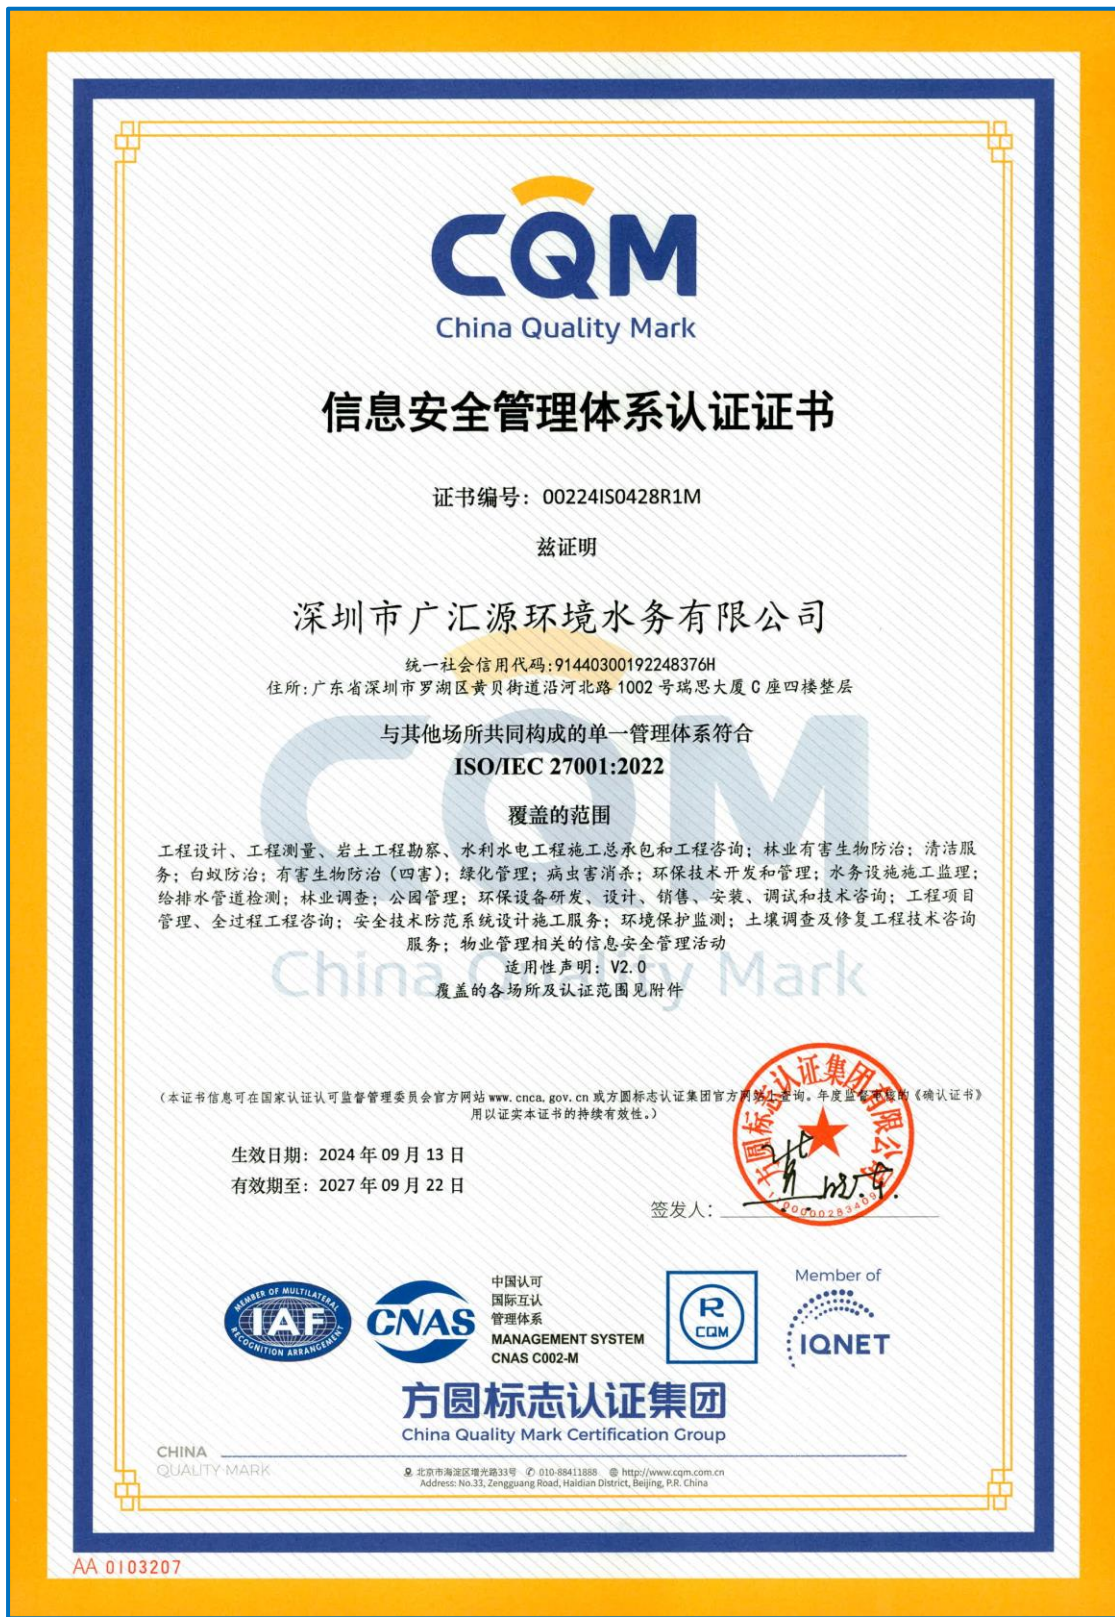 CQM
China Quality Mark
信息安全管理体系认证证书
证书编号：00224IS0428R1M
兹证明
深圳市广汇源环境水务有限公司
统一社会信用代码:91440300192248376H
住所:广东省深圳市罗湖区黄贝街道沿河北路1002号瑞思大厦C座四楼整层
与其他场所共同构成的单一管理体系符合
ISO/IEC 27001:2022
覆盖的范围
工程设计、工程测量、岩土工程勘察、水利水电工程施工总承包和工程咨询；林业有害生物防治；清洁服
务；白蚁防治；有害生物防治（四害）；绿化管理；病虫害消杀；环保技术开发和管理；水务设施施工监理；
给排水管道检测；林业调查；公园管理；环保设备研发、设计、销售、安装、调试和技术咨询；工程项目
管理、全过程工程咨询；安全技术防范系统设计施工服务；环境保护监测；土壤调查及修复工程技术咨询
服务；物业管理相关的信息安全管理活动
适用性声明：V2.0
覆盖的各场所及认证范围见附件
CQM
China Quality Mark
（本证书信息可在国家认证认可监督管理委员会官方网站 www.cnca.gov.cn 或方圆标志认证集团官方网站上查询。年度监督审核的《确认证书》
用以证实本证书的持续有效性。）
生效日期：2024年09月13日
有效期至：2027年09月22日
签发人：
方圆标志认证集团有限公司
1100000283409
MEMBER OF MULTILATERAL
IAF
RECOGNITION ARRANGEMENT
CNAS
中国认可
国际互认
管理体系
MANAGEMENT SYSTEM
CNAS C002-M
R
CQM
Member of
IQNET
方圆标志认证集团
China Quality Mark Certification Group
CHINA
QUALITY MARK
北京市海淀区增光路33号 010-88411888 http://www.cqm.com.cn
Address: No.33, Zengguang Road, Haidian District, Beijing, P.R. China
AA 0103207